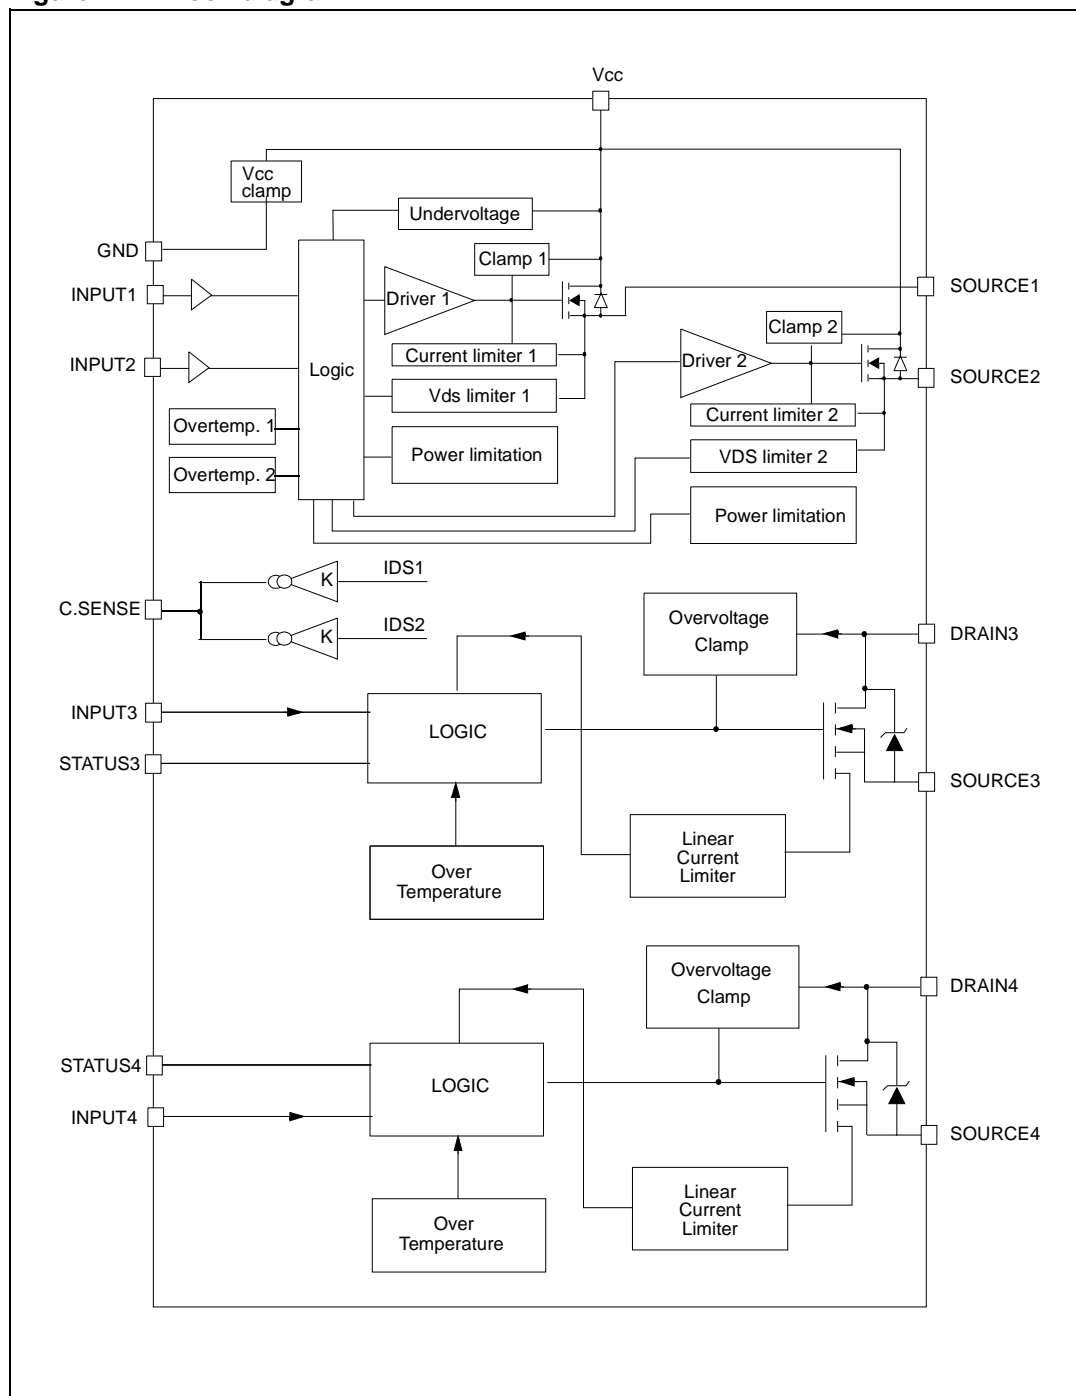 Vcc
Vcc
clamp
Undervoltage
GND
Clamp 1
INPUT1
Driver 1
SOURCE1
Clamp 2
INPUT2
Logic
Current limiter 1
Driver 2
SOURCE2
Vds limiter 1
Current limiter 2
Overtemp. 1
Power limitation
VDS limiter 2
Overtemp. 2
Power limitation
K
IDS1
C.SENSE
K
IDS2
Overvoltage
Clamp
DRAIN3
INPUT3
LOGIC
STATUS3
SOURCE3
Linear
Current
Limiter
Over
Temperature
Overvoltage
Clamp
DRAIN4
STATUS4
LOGIC
INPUT4
SOURCE4
Linear
Current
Limiter
Over
Temperature